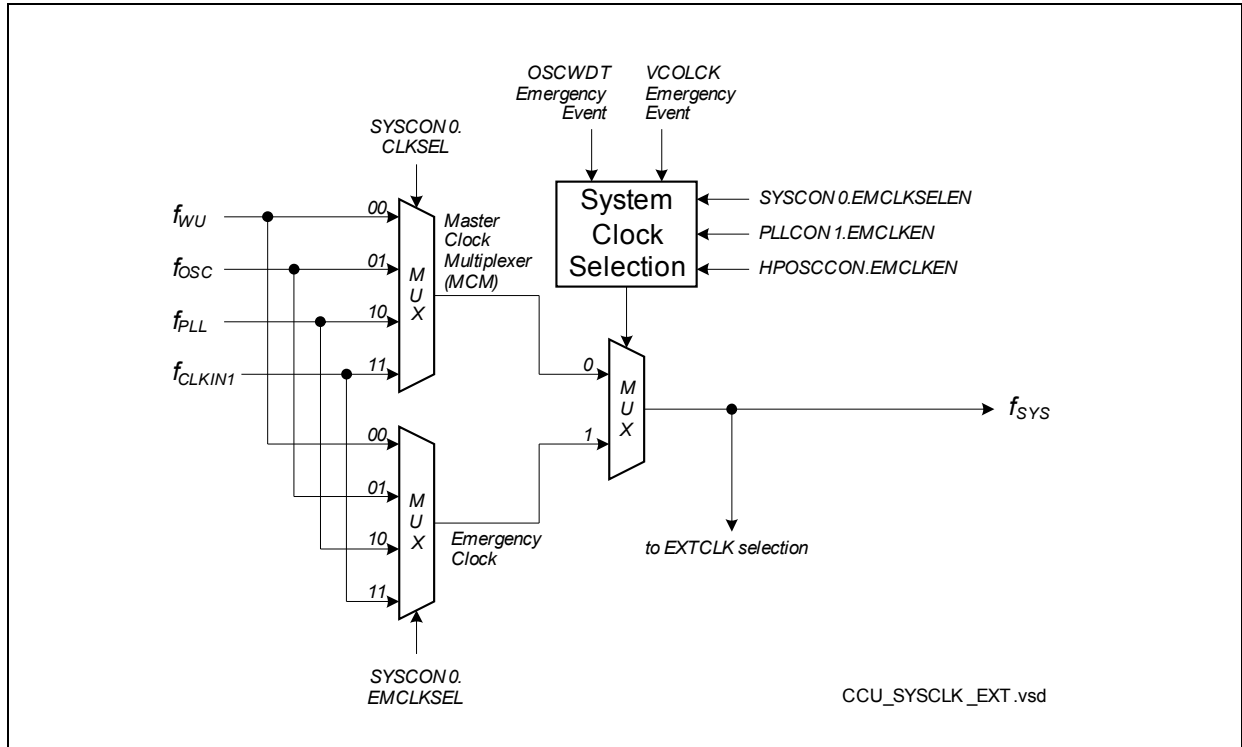 OSCWDT
Emergency
Event
VCOLCK
Emergency
Event
SYSCON 0.
CLKSEL
System
Clock
Selection
SYSCON 0.EMCLKSELEN
PLLCON 1.EMCLKEN
HPOSCCON.EMCLKEN
fWU
fOSC
fPLL
fCLKIN1
00
01
10
11
M
U
X
Master
Clock
Multiplexer
(MCM)
0
1
M
U
X
fSYS
00
01
10
11
M
U
X
Emergency
Clock
to EXTCLK selection
SYSCON 0.
EMCLKSEL
CCU_SYSCLK _EXT .vsd